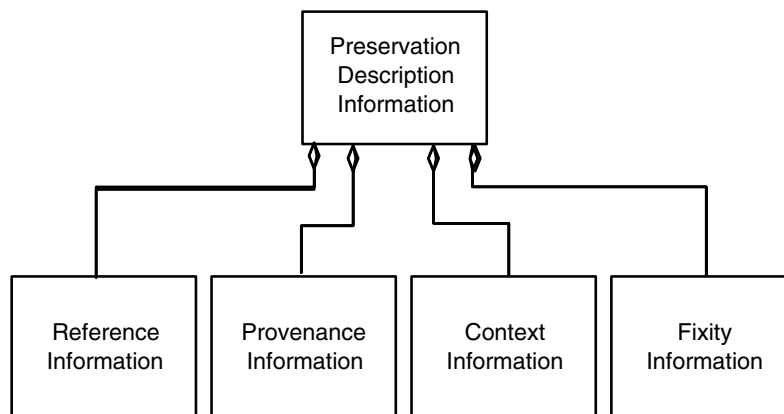 Preservation
Description
Information
Reference
Information
Provenance
Information
Context
Information
Fixity
Information